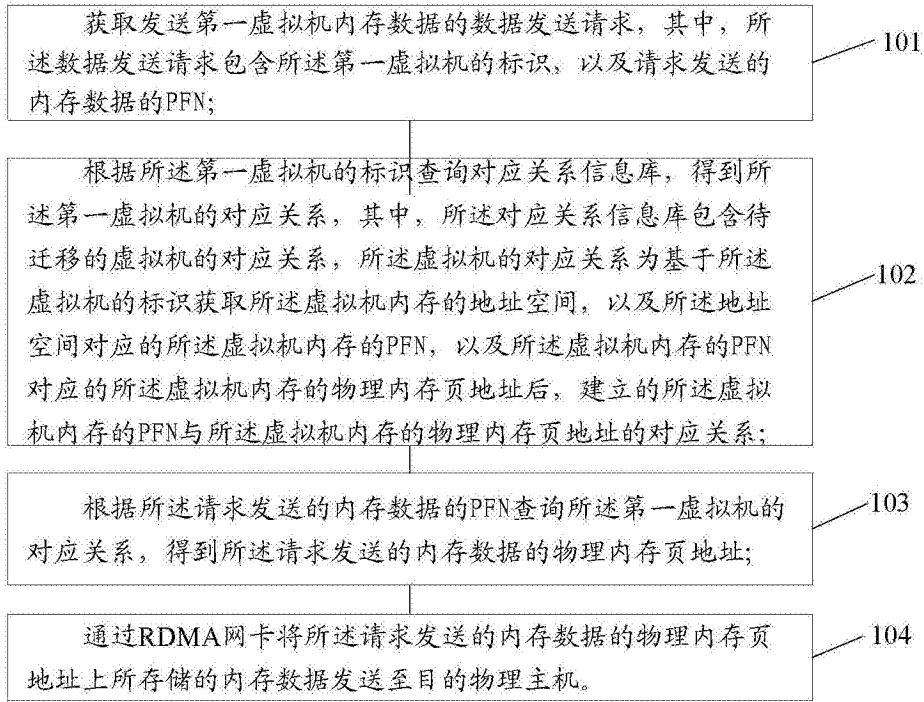 获取发送第一虚拟机内存数据的数据发送请求，其中，所
述数据发送请求包含所述第一虚拟机的标识，以及请求发送的
内存数据的PFN；
101
根据所述第一虚拟机的标识查询对应关系信息库，得到所
述第一虚拟机的对应关系，其中，所述对应关系信息库包含待
迁移的虚拟机的对应关系，所述虚拟机的对应关系为基于所述
虚拟机的标识获取所述虚拟机内存的地址空间，以及所述地址
空间对应的所述虚拟机内存的PFN，以及所述虚拟机内存的PFN
对应的所述虚拟机内存的物理内存页地址后，建立的所述虚拟
机内存的PFN与所述虚拟机内存的物理内存页地址的对应关系；
102
根据所述请求发送的内存数据的PFN查询所述第一虚拟机的
对应关系，得到所述请求发送的内存数据的物理内存页地址；
103
通过RDMA网卡将所述请求发送的内存数据的物理内存页
地址上所存储的内存数据发送至目的物理主机。
104